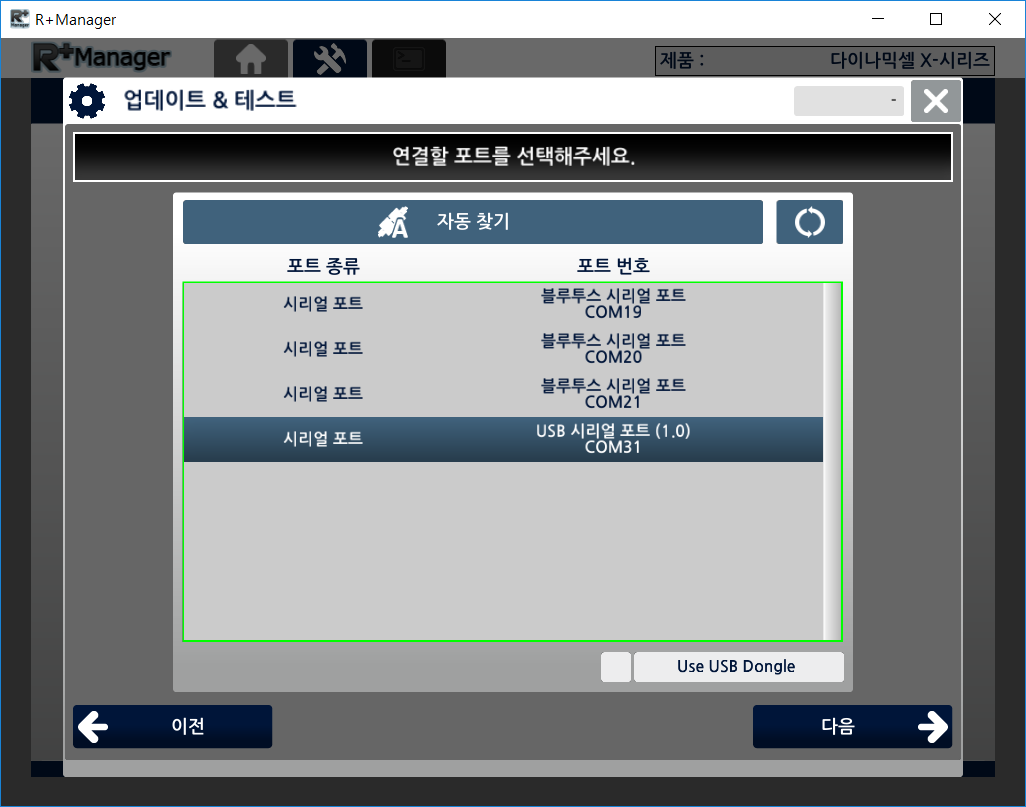 R+Manager
R+Manager
제품 : 다이나믹셀 X-시리즈
업데이트 & 테스트
-
연결할 포트를 선택해주세요.
자동 찾기
포트 종류 포트 번호
시리얼 포트 블루투스 시리얼 포트
COM19
시리얼 포트 블루투스 시리얼 포트
COM20
시리얼 포트 블루투스 시리얼 포트
COM21
시리얼 포트 USB 시리얼 포트 (1.0)
COM31
Use USB Dongle
이전 다음